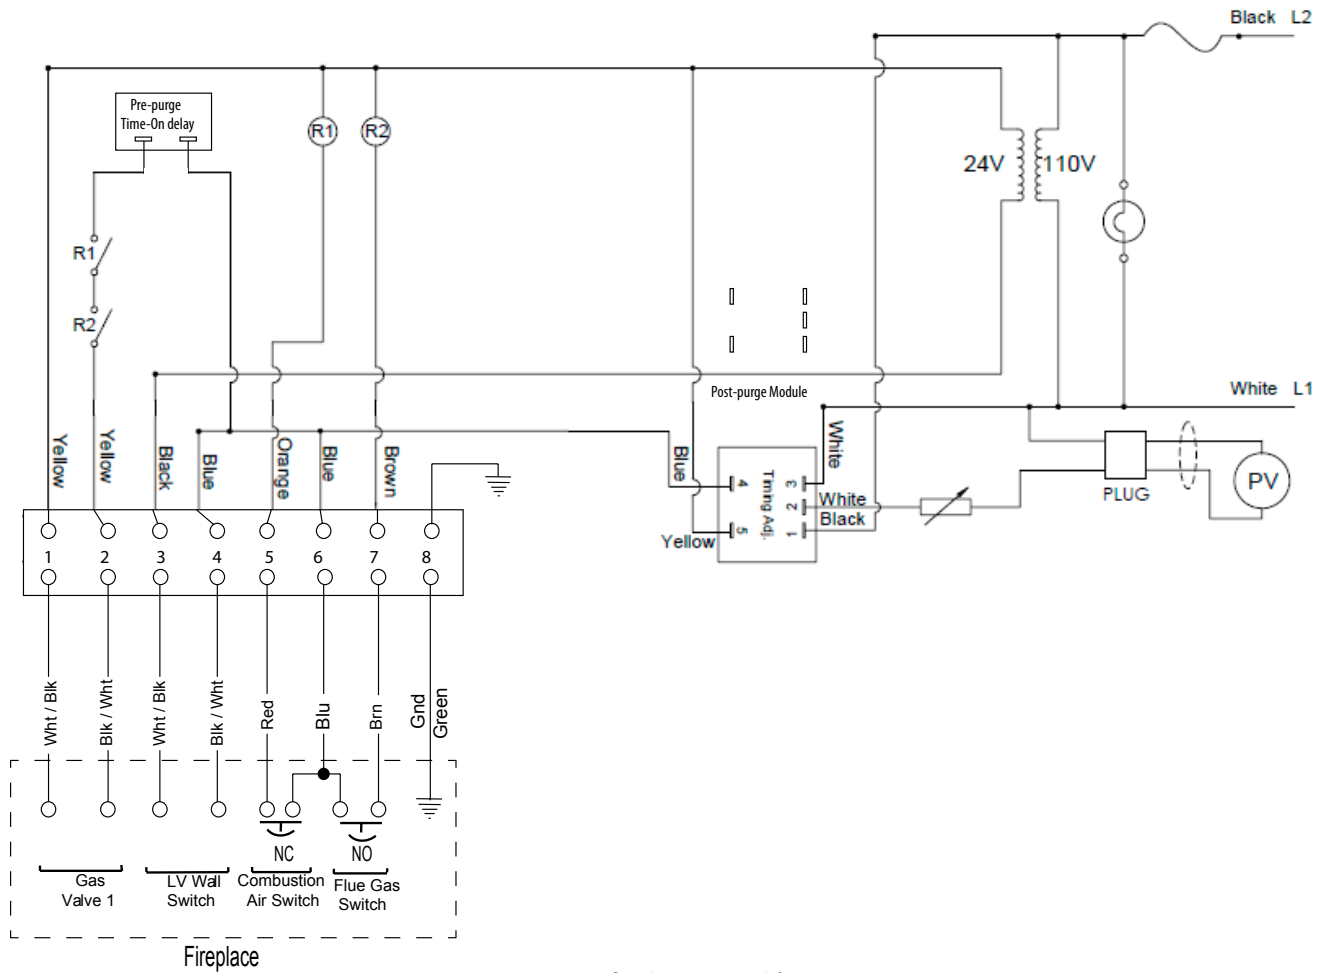 Black L2
Pre-purge
Time-On delay
R1
R2
24V
110V
R1
R2
White L1
Post-purge Module
Yellow
Yellow
Black
Blue
Orange
Blue
Brown
Blue
White
4
3
Timing Adj.
2
5
1
White
Black
Yellow
PLUG
PV
1
2
3
4
5
6
7
8
Wht / Blk
Blk / Wht
Wht / Blk
Blk / Wht
Red
Blu
Brn
Gnd
Green
NC
NO
Gas
Valve 1
LV Wall
Switch
Combustion
Air Switch
Flue Gas
Switch
Fireplace